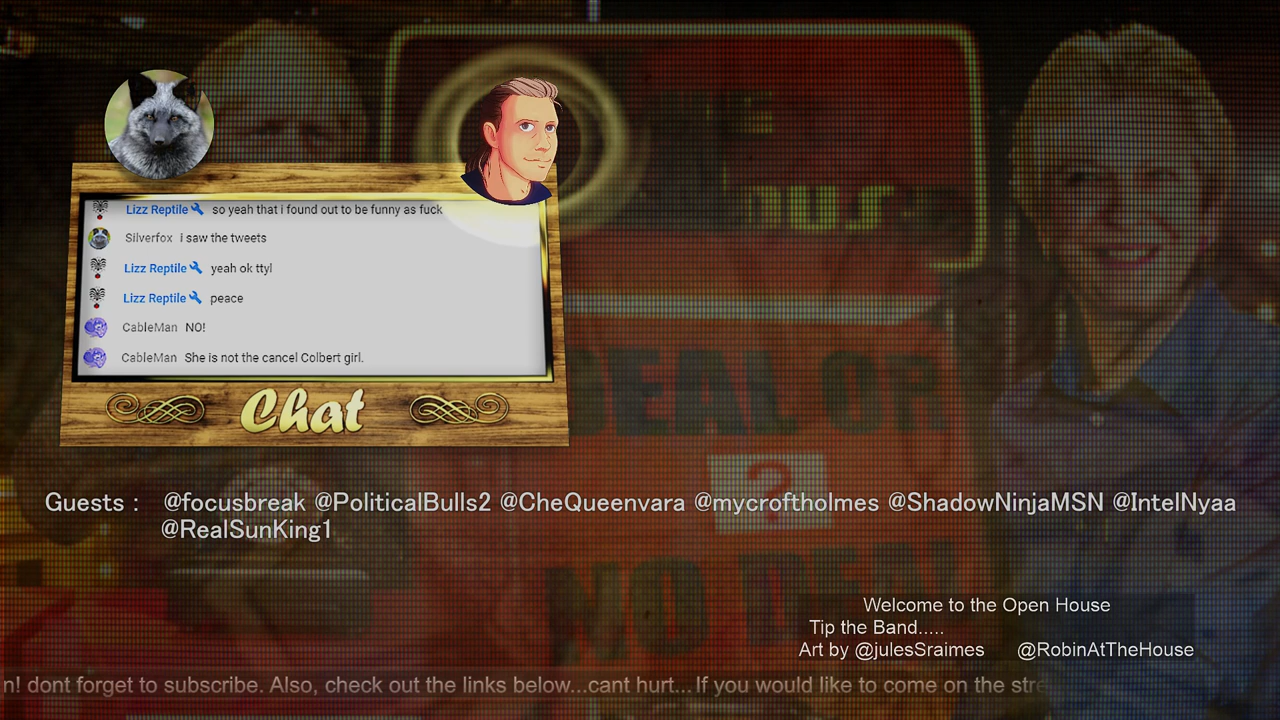 Lizz Reptile so yeah that i found out to be funny as fuck
Silverfox i saw the tweets
Lizz Reptile yeah ok ttyl
Lizz Reptile peace
CableMan NO!
CableMan She is not the cancel Colbert girl.
Chat
DEAL OR
?
NO DEAL
Guests : @focusbreak @PoliticalBulls2 @CheQueenvara @mycroftholmes @ShadowNinjaMSN @IntelNyaa
@RealSunKing1
Welcome to the Open House
Tip the Band.....
Art by @julesSraimes @RobinAtTheHouse
n! dont forget to subscribe. Also, check out the links below...cant hurt... If you would like to come on the stre